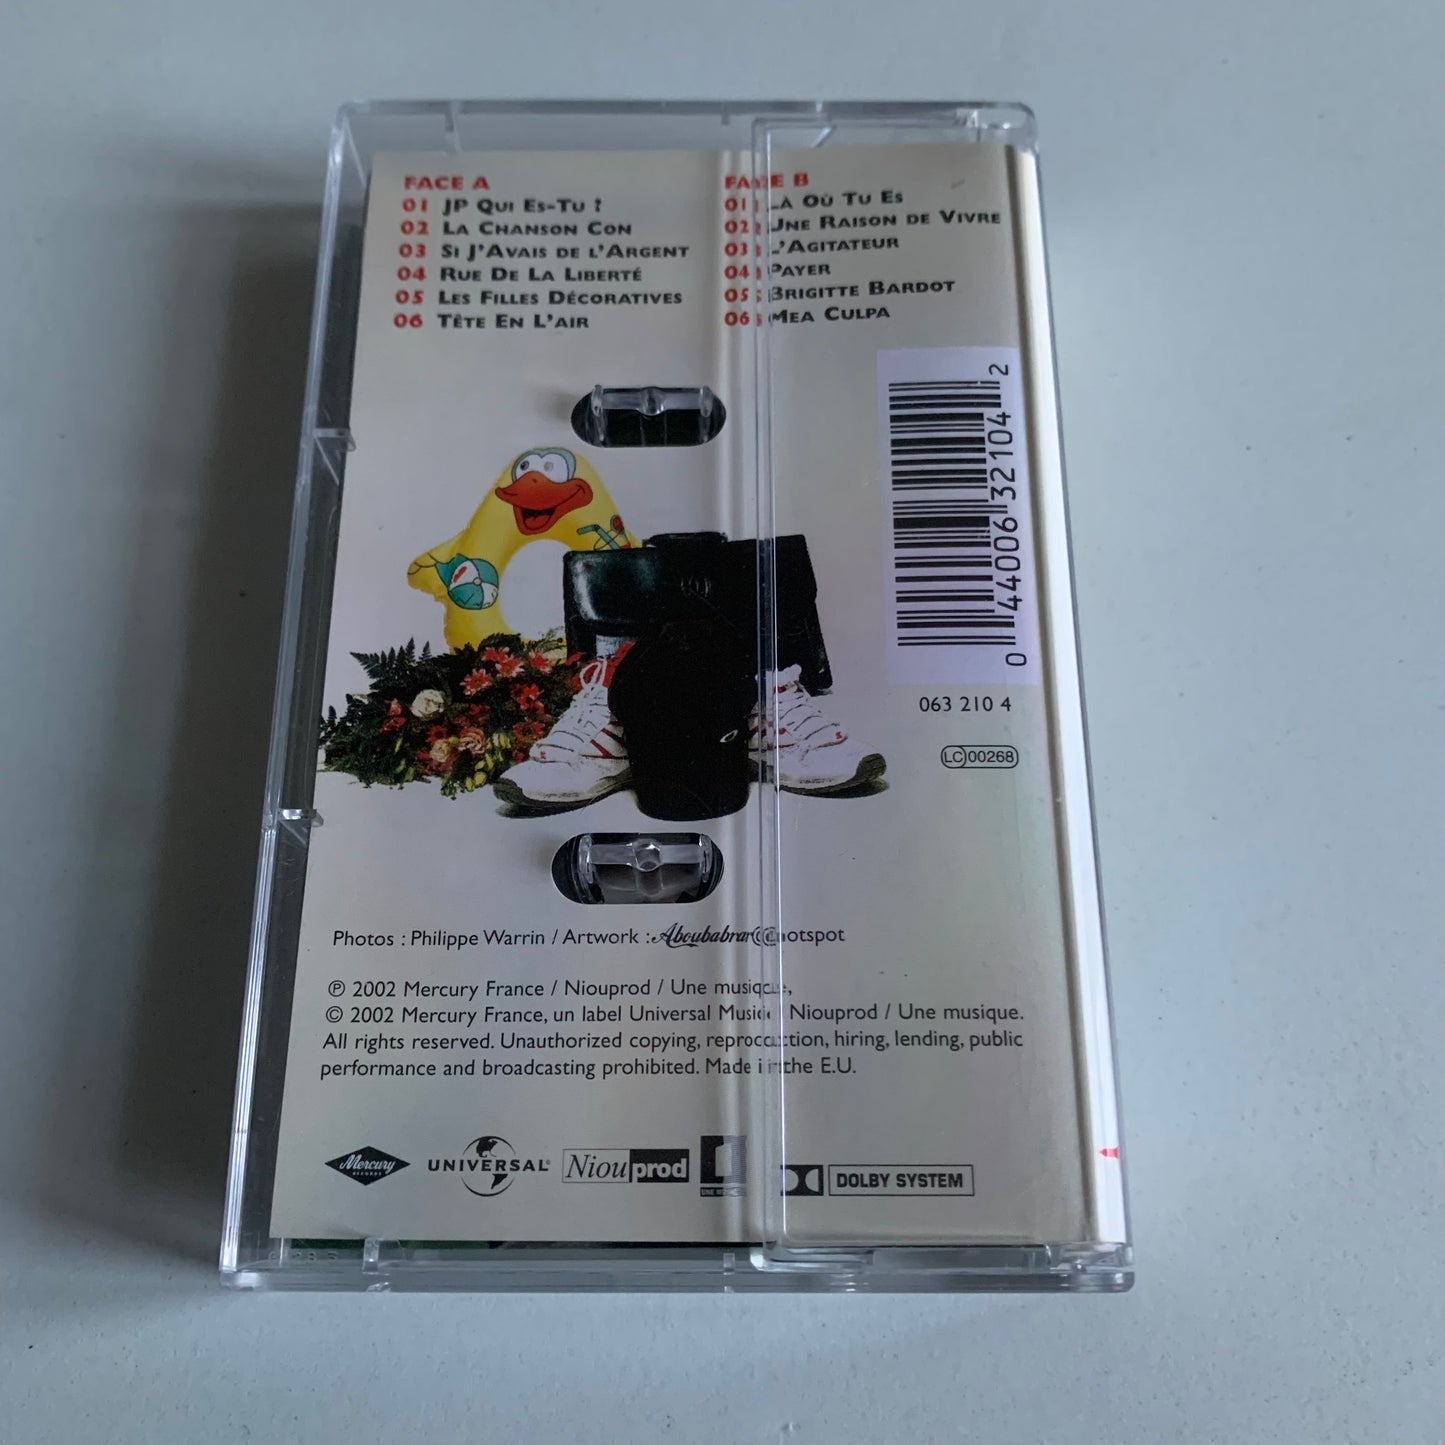 FACE A
01 JP Qui Es-Tu ?
02 La Chanson Con
03 Si J'Avais de l'Argent
04 Rue De La Liberté
05 Les Filles Décoratives
06 Tête En L'air
FACE B
01 Là Où Tu Es
02 Une Raison de Vivre
03 L'Agitateur
04 Payer
05 Brigitte Bardot
06 Mea Culpa
0 44006 32104 2
063 210 4
LC 00268
Photos : Philippe Warrin / Artwork :
℗ 2002 Mercury France / Niouprod / Une musique,
© 2002 Mercury France, un label Universal Music / Niouprod / Une musique.
All rights reserved. Unauthorized copying, reproduction, hiring, lending, public
performance and broadcasting prohibited. Made in the E.U.
Mercury
RECORDS
UNIVERSAL
Niouprod
DOLBY SYSTEM